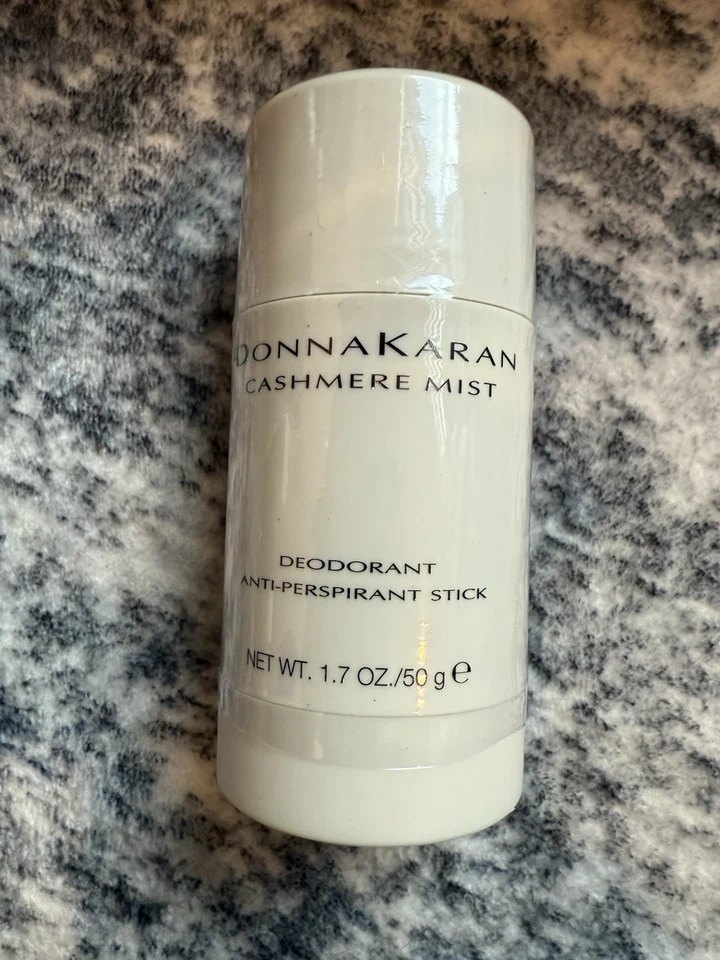 DONNAKARAN
CASHMERE MIST
DEODORANT
ANTI-PERSPIRANT STICK
NET WT. 1.7 OZ./50 g ℮